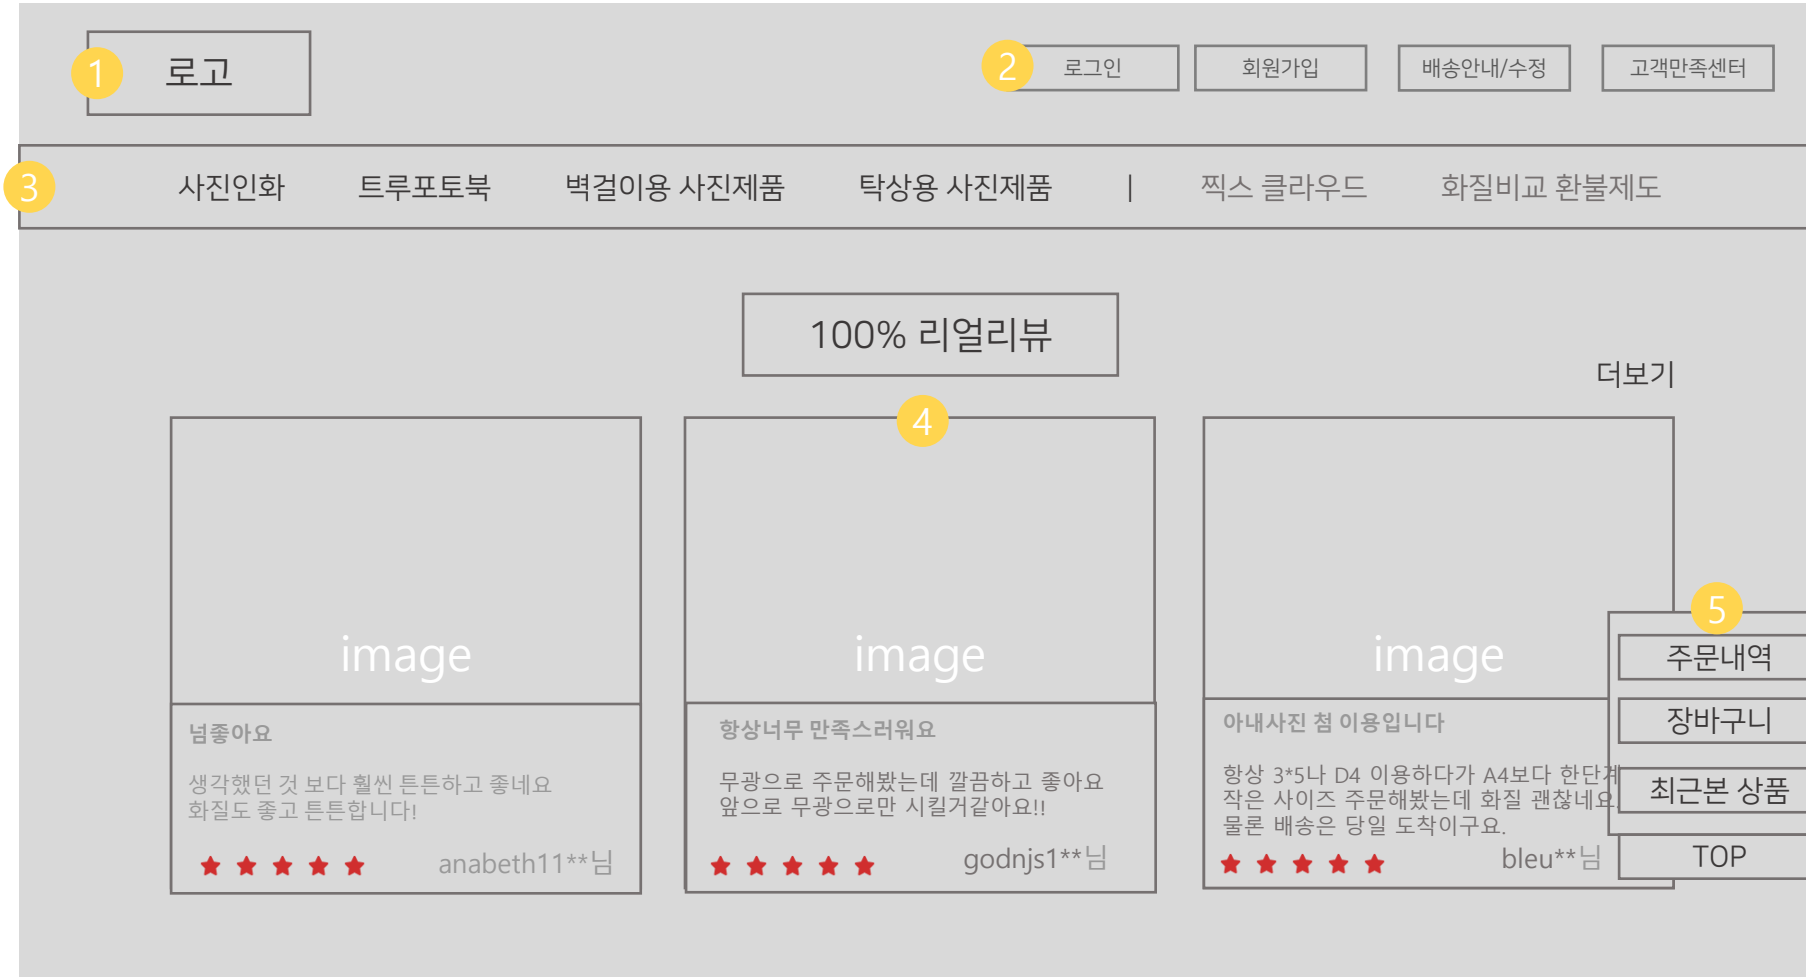 1
로고
2
로그인
회원가입
배송안내/수정
고객만족센터
3
사진인화
트루포토북
벽걸이용 사진제품
탁상용 사진제품
|
찍스 클라우드
화질비교 환불제도
100% 리얼리뷰
더보기
4
image
넘좋아요
생각했던 것 보다 훨씬 튼튼하고 좋네요
화질도 좋고 튼튼합니다!
anabeth11**님
image
항상너무 만족스러워요
무광으로 주문해봤는데 깔끔하고 좋아요
앞으로 무광으로만 시킬거같아요!!
godnjs1**님
image
아내사진 첨 이용입니다
항상 3*5나 D4 이용하다가 A4보다 한단계
작은 사이즈 주문해봤는데 화질 괜찮네요.
물론 배송은 당일 도착이구요.
bleu**님
5
주문내역
장바구니
최근본 상품
TOP